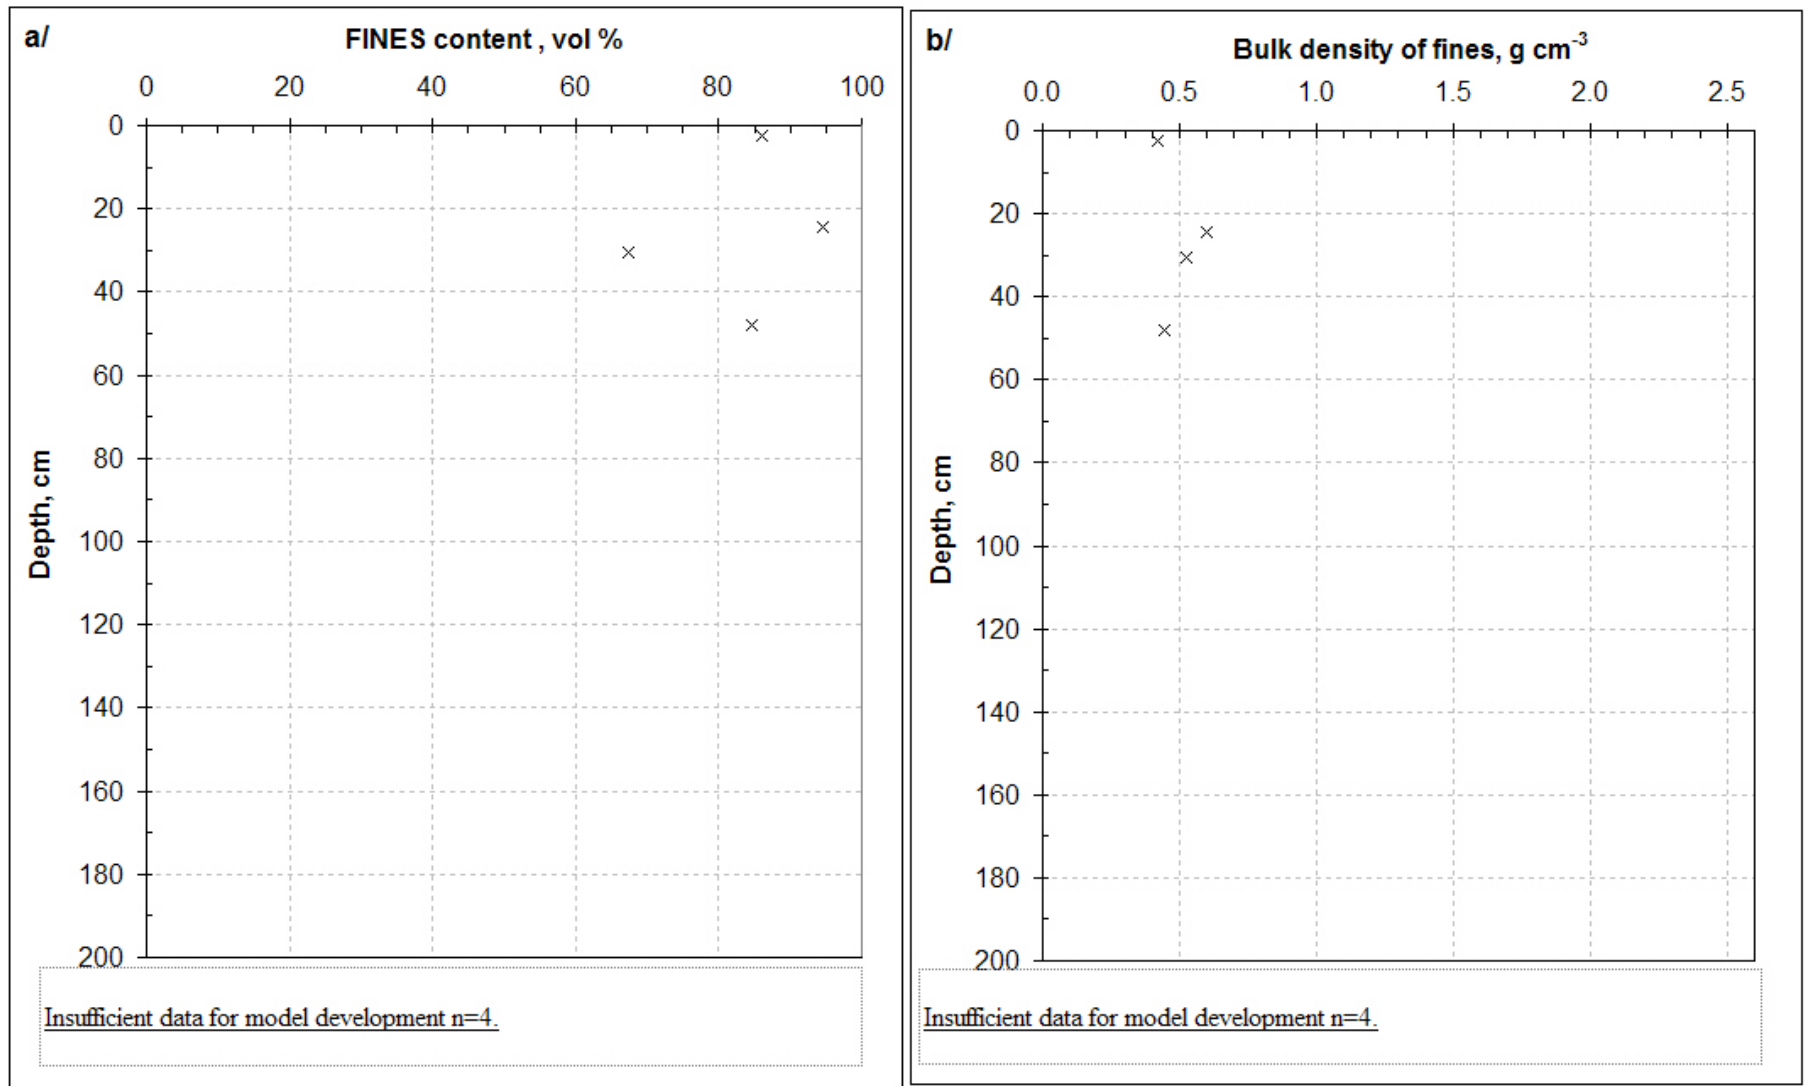 a/
FINES content , vol %
0 20 40 60 80 100
0
20
40
60
80
100
120
140
160
180
200
Depth, cm
Insufficient data for model development n=4.
b/
Bulk density of fines, g cm-3
0.0 0.5 1.0 1.5 2.0 2.5
0
20
40
60
80
100
120
140
160
180
200
Depth, cm
Insufficient data for model development n=4.